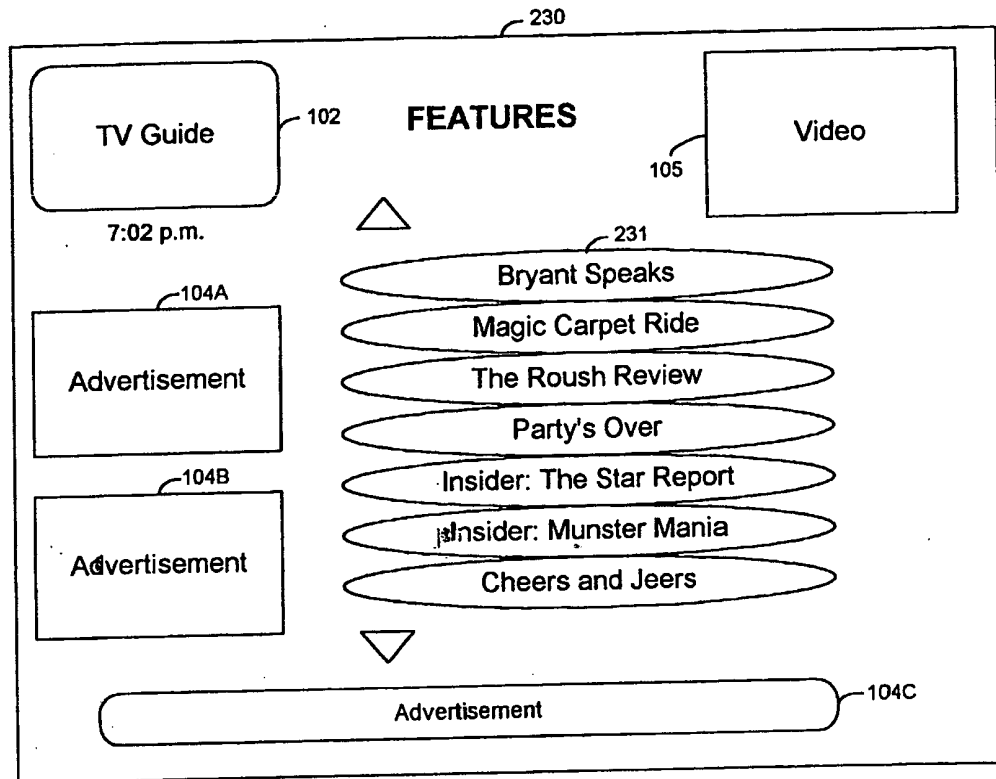 230
TV Guide
102
FEATURES
Video
105
7:02 p.m.
231
Bryant Speaks
104A
Magic Carpet Ride
Advertisement
The Roush Review
Party's Over
104B
Insider: The Star Report
Insider: Munster Mania
Advertisement
Cheers and Jeers
Advertisement
104C